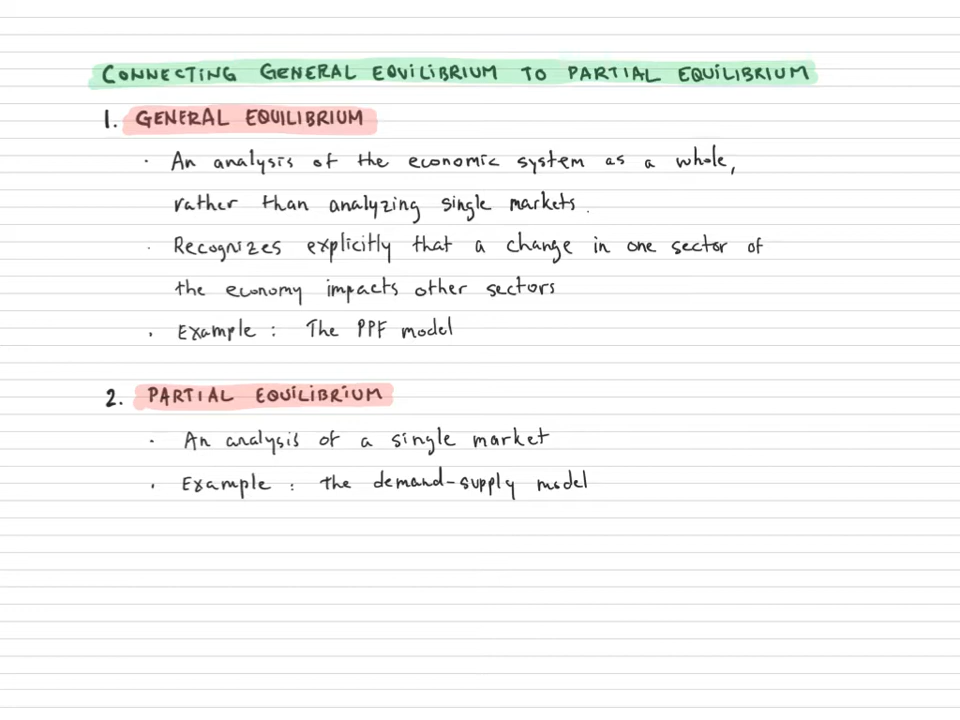 CONNECTING GENERAL EQUILIBRIUM TO PARTIAL EQUILIBRIUM
1. GENERAL EQUILIBRIUM
· An analysis of the economic system as a whole,
rather than analyzing single markets.
· Recognizes explicitly that a change in one sector of
the economy impacts other sectors
· Example : The PPF model
2. PARTIAL EQUILIBRIUM
· An analysis of a single market
· Example : the demand-supply model